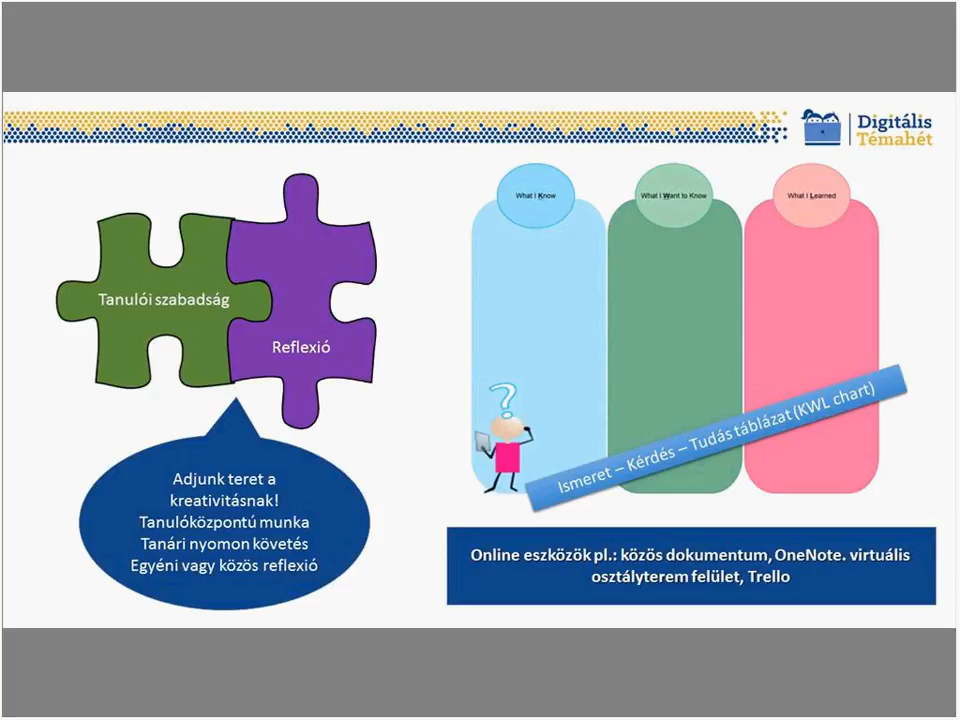 Digitális
Témahét
What I Know
What I Want to Know
What I Learned
Tanulói szabadság
Reflexió
Ismeret – Kérdés – Tudás táblázat (KWL chart)
Adjunk teret a
kreativitásnak!
Tanulóközpontú munka
Tanári nyomon követés
Egyéni vagy közös reflexió
Online eszközök pl.: közös dokumentum, OneNote. virtuális
osztályterem felület, Trello